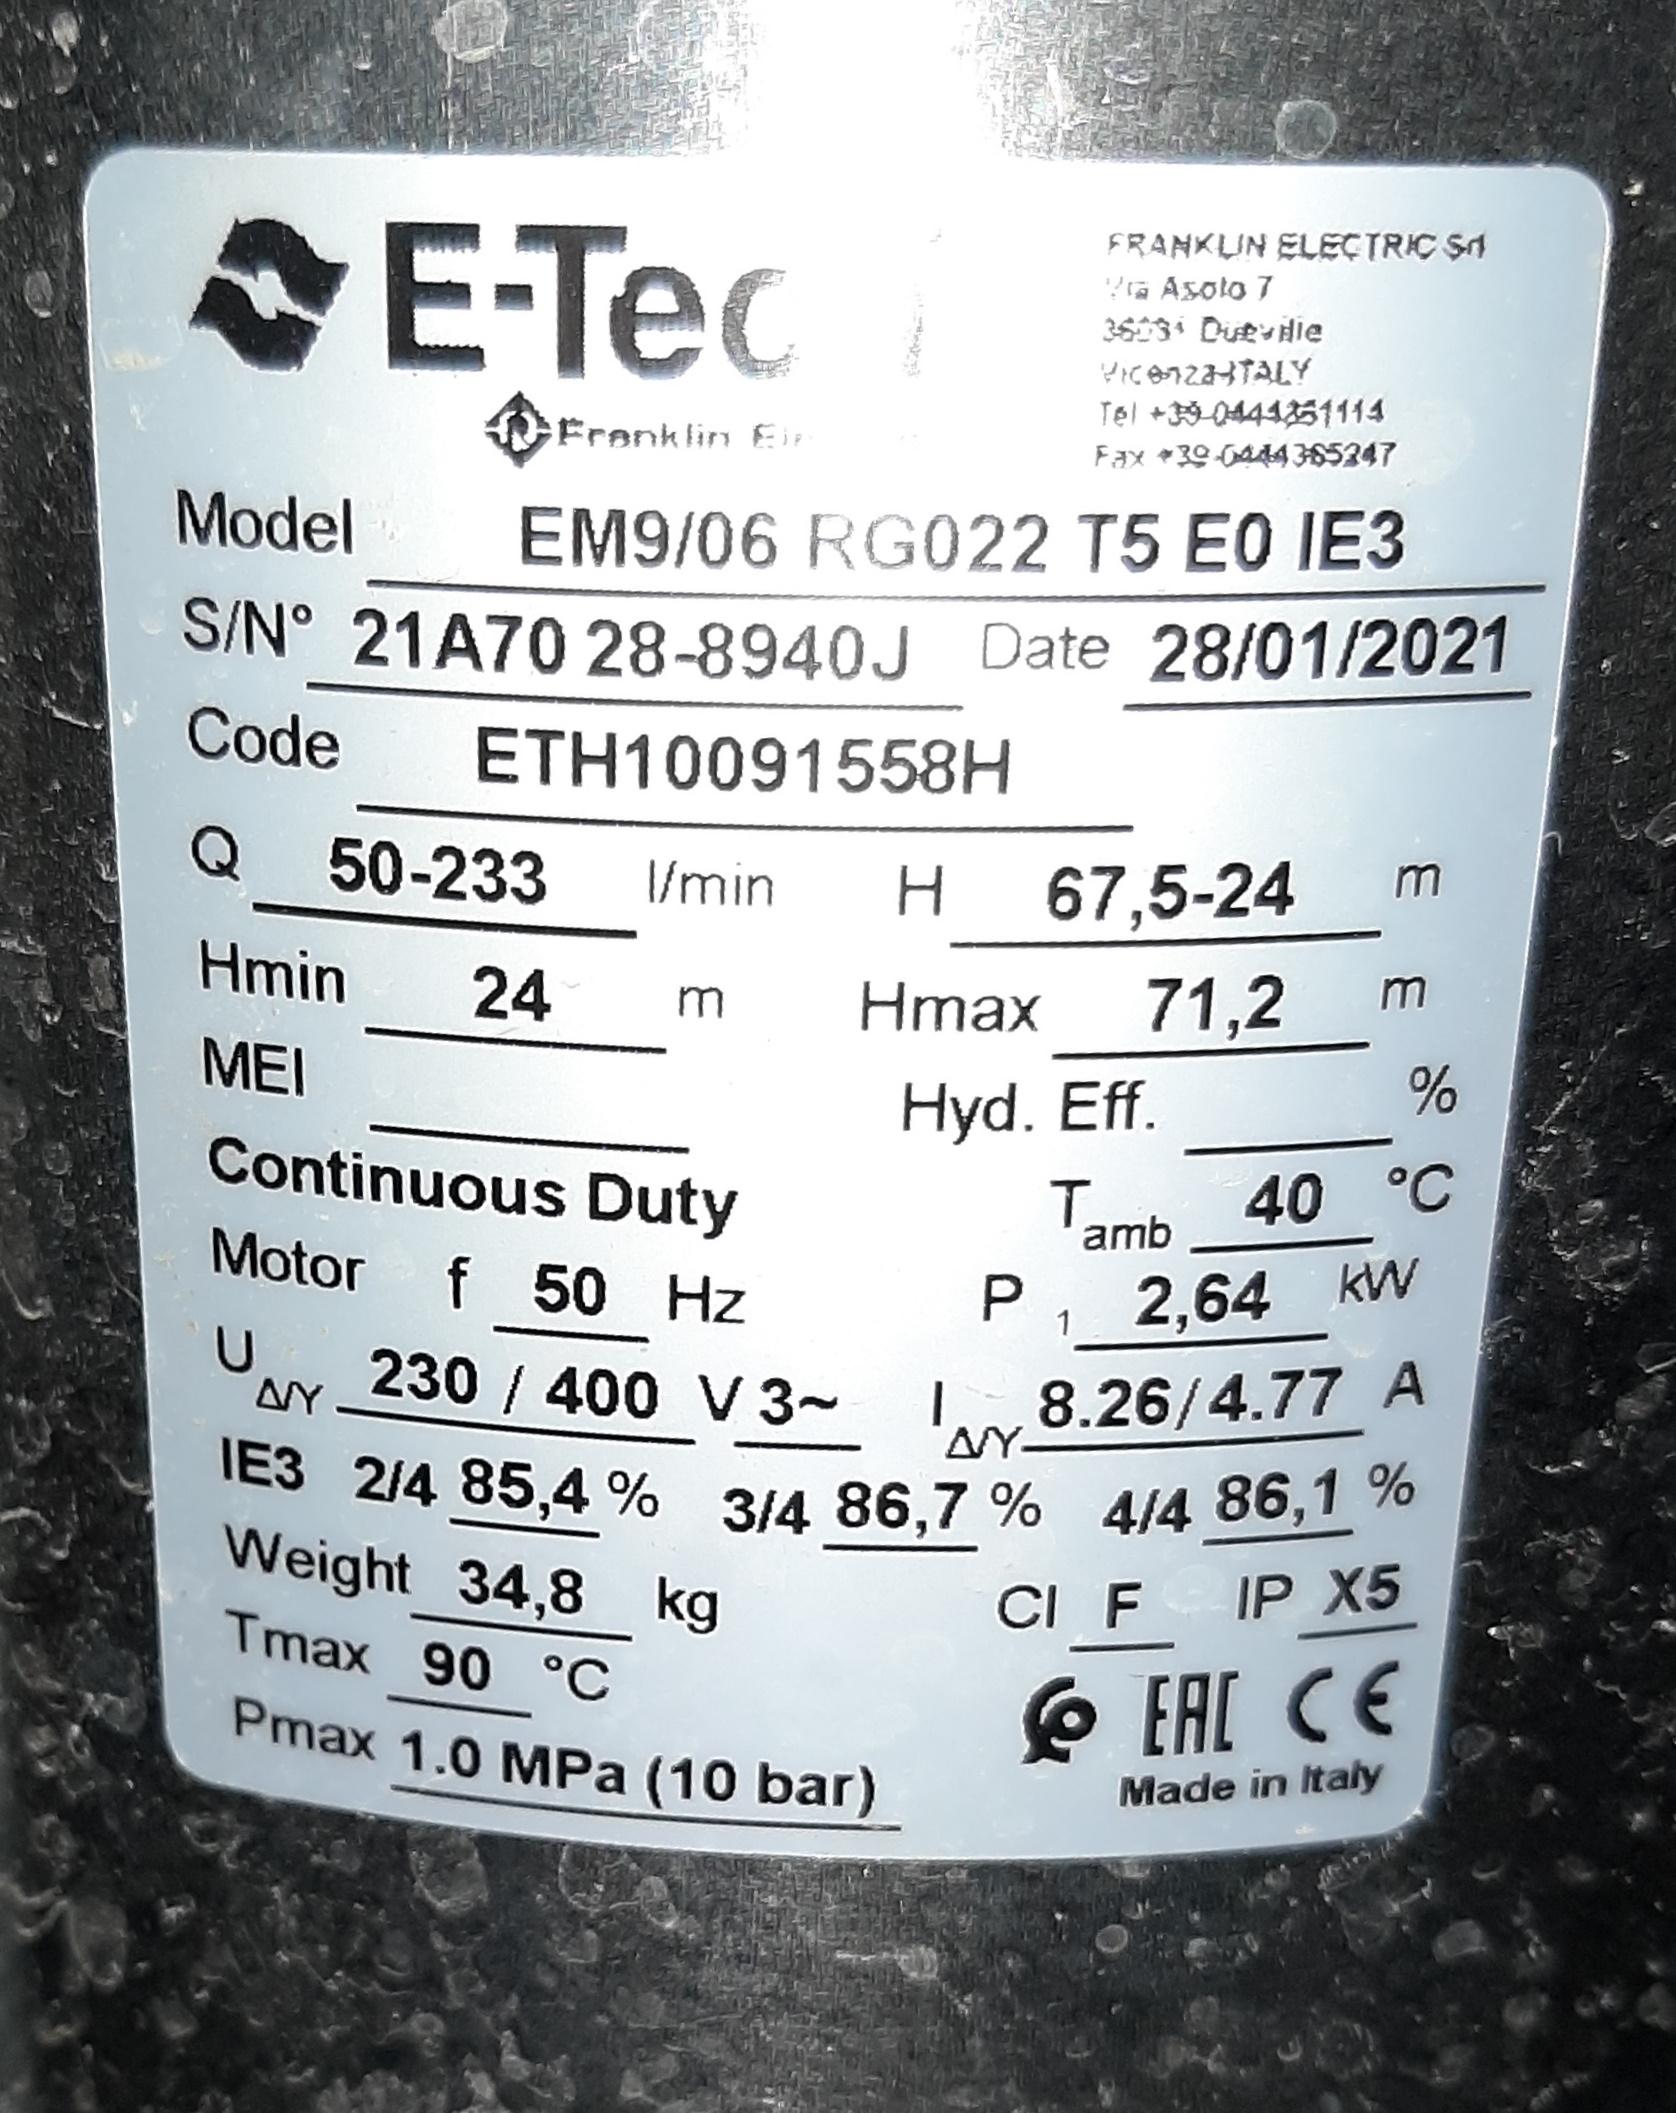 E-Tec
FRANKLIN ELECTRIC Srl
Via Asolo 7
36031 Dueville
Vicenza-ITALY
Tel +39 0444361114
Fax +39 0444365247
Franklin
Model EM9/06 RG022 T5 E0 IE3
S/N° 21A70 28-8940J Date 28/01/2021
Code ETH10091558H
Q 50-233 l/min H 67,5-24 m
Hmin 24 m Hmax 71,2 m
MEI Hyd. Eff. %
Continuous Duty Tamb 40 °C
Motor f 50 Hz P1 2,64 kW
U Δ/Y 230 / 400 V 3~ I Δ/Y 8.26/4.77 A
IE3 2/4 85,4 % 3/4 86,7 % 4/4 86,1 %
Weight 34,8 kg Cl F IP X5
Tmax 90 °C
Pmax 1.0 MPa (10 bar) EAC CE
Made in Italy